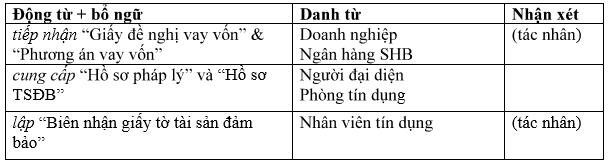 Động từ + bổ ngữ Danh từ Nhận xét
tiếp nhận “Giấy đề nghị vay vốn” & Doanh nghiệp (tác nhân)
“Phương án vay vốn” Ngân hàng SHB
cung cấp “Hồ sơ pháp lý” và “Hồ sơ Người đại diện
TSĐB” Phòng tín dụng
lập “Biên nhận giấy tờ tài sản đảm Nhân viên tín dụng (tác nhân)
bảo”